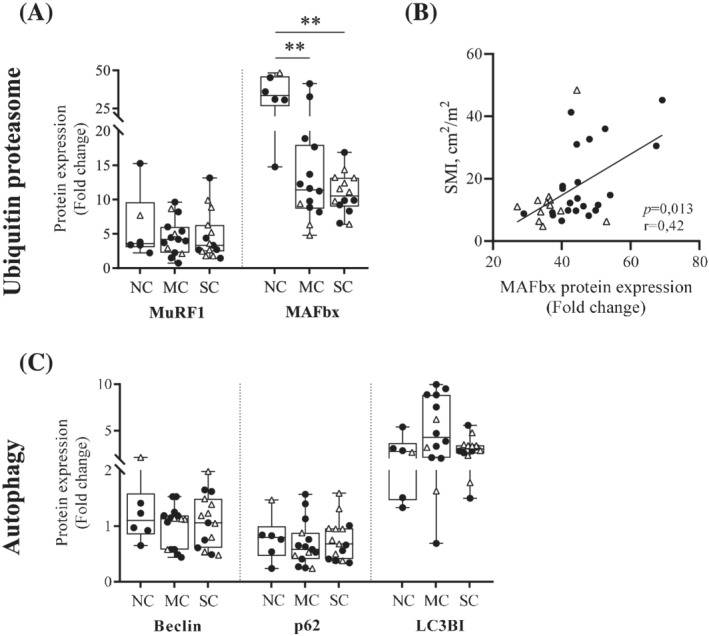 (A)
(B)
Ubiquitin proteasome
Protein expression
(Fold change)
50
25
15
10
5
0
**
**
NC MC SC NC MC SC
MuRF1 MAFbx
SMI, cm²/m²
60
40
20
0
p=0,013
r=0,42
20 40 60 80
MAFbx protein expression
(Fold change)
(C)
Autophagy
Protein expression
(Fold change)
10
5
2
1
0
NC MC SC NC MC SC NC MC SC
Beclin p62 LC3BI